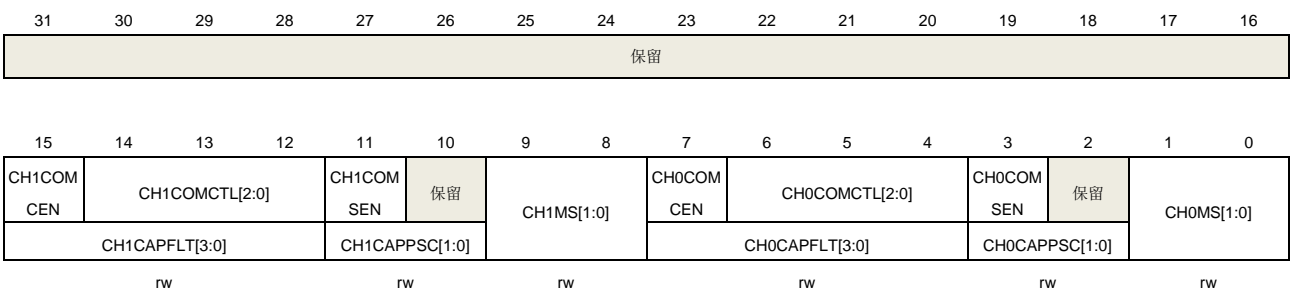 31 30 29 28 27 26 25 24 23 22 21 20 19 18 17 16
保留
15 14 13 12 11 10 9 8 7 6 5 4 3 2 1 0
CH1COM CEN CH1COMCTL[2:0] CH1COM SEN 保留 CH1MS[1:0] CH0COM CEN CH0COMCTL[2:0] CH0COM SEN 保留 CH0MS[1:0]
CH1CAPFLT[3:0] CH1CAPPSC[1:0] CH0CAPFLT[3:0] CH0CAPPSC[1:0]
rw rw rw rw rw rw